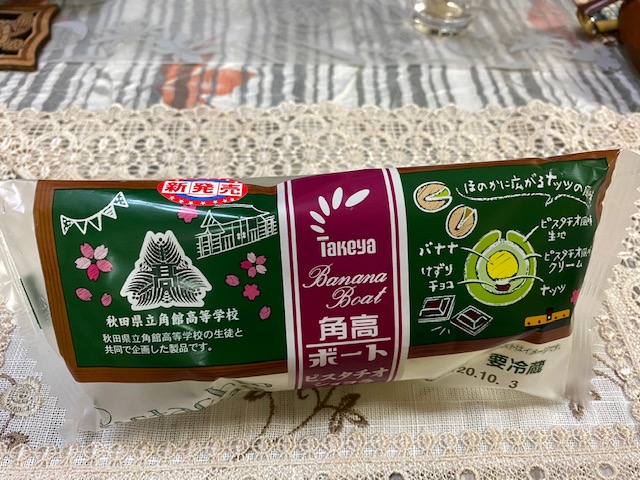 新発売
秋田県立角館高等学校
秋田県立角館高等学校の生徒と
共同で企画した製品です。
Takeya
Banana
Boat
角高
ボート
ピスタチオ
ほのかに広がるナッツの
バナナ
けずり
チョコ
ピスタチオ風味
生地
ピスタチオ風味
クリーム
ナッツ
要冷蔵
20.10. 3